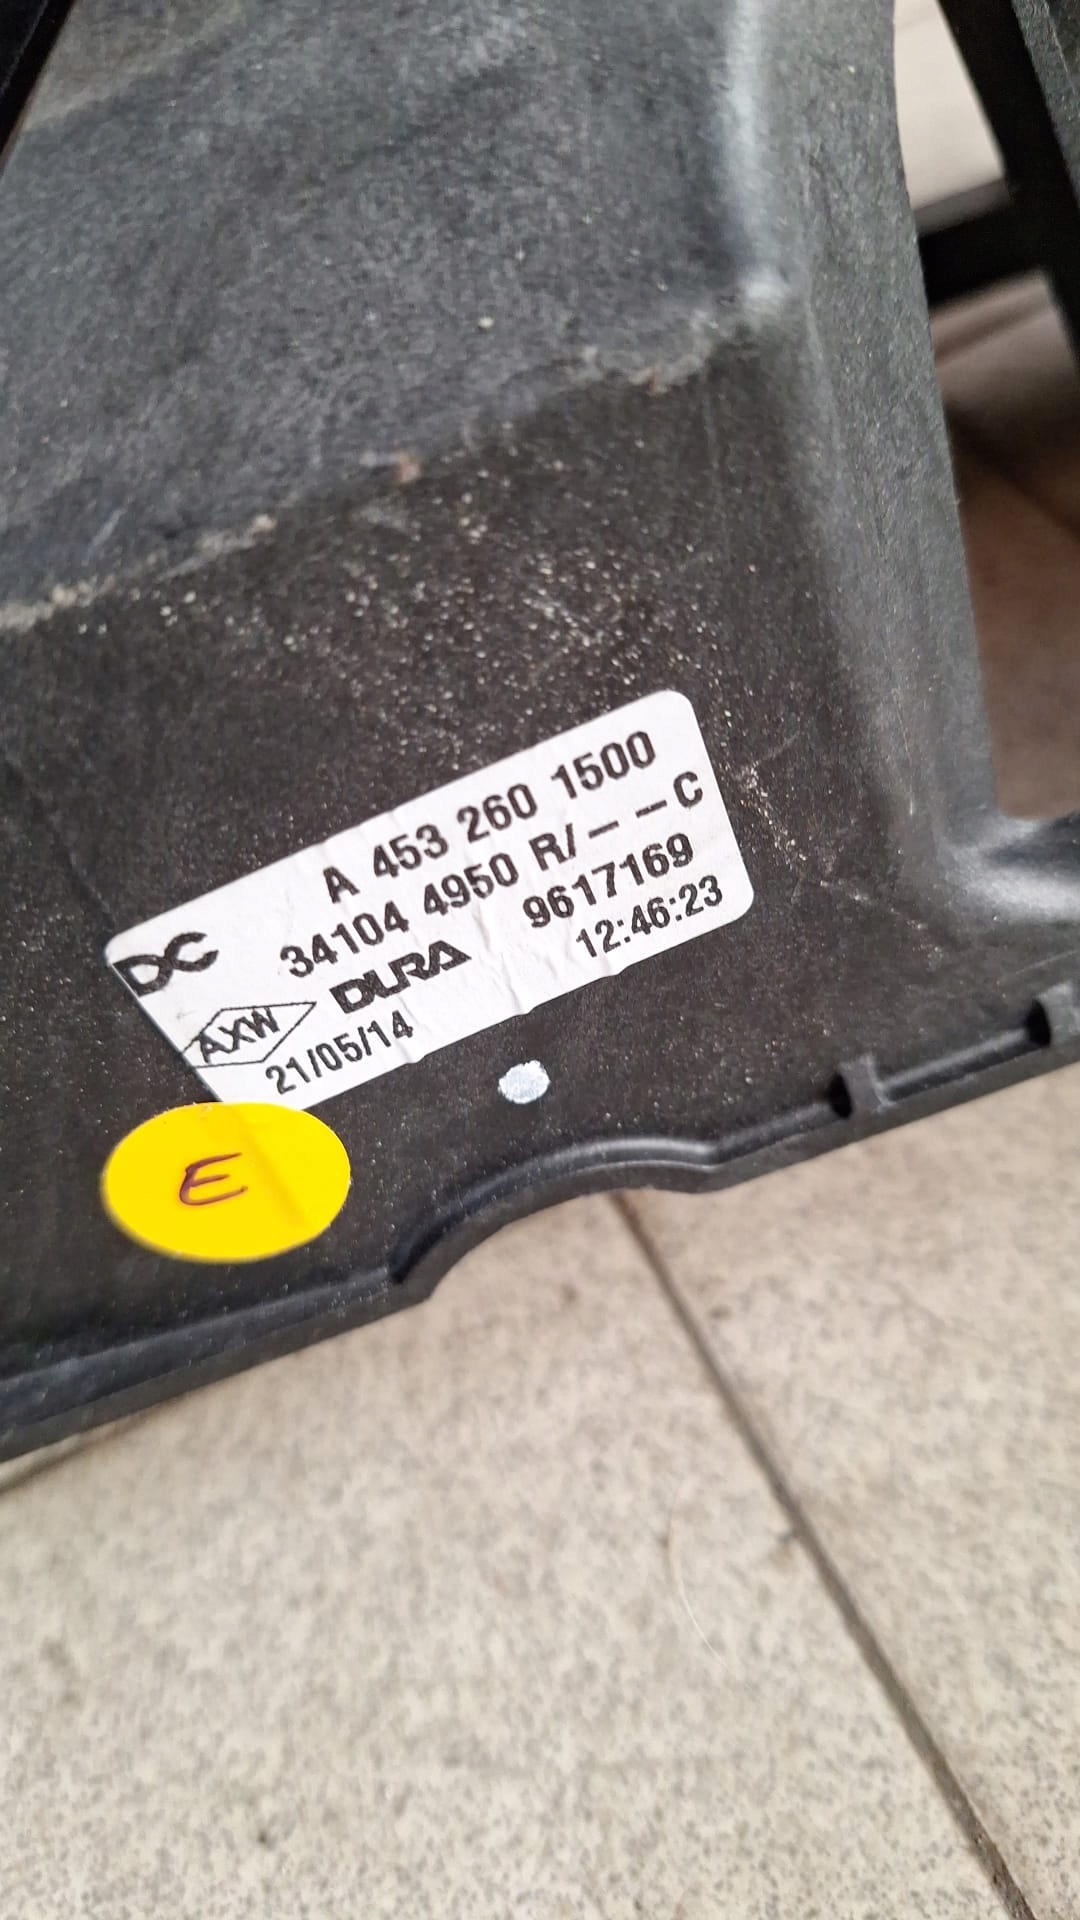 A 453 260 1500
DC 34104 4950 R/- - - C
AXW DURA 9617169
21/05/14 12:46:23
E